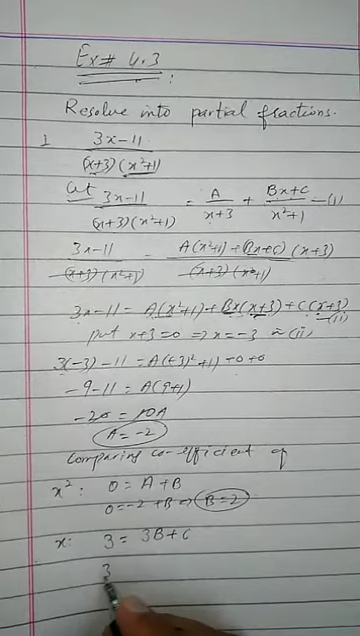 Ex# 4.3
Resolve into partial fractions.
1 3x-11
(x+3)(x²+1)
Let 3x-11 / (x+3)(x²+1) = A / x+3 + Bx+C / x²+1 —(i)
3x-11 / (x+3)(x²+1) = A(x²+1)+(Bx+C)(x+3) / (x+3)(x²+1)
3x-11 = A(x²+1)+Bx(x+3)+C(x+3) —(ii)
put x+3=0 ⇒ x=-3 in (ii)
3(-3)-11 = A((-3)²+1)+0+0
-9-11 = A(9+1)
-20 = 10A
A=-2
Comparing co-efficient of
x²: 0 = A+B
0=-2+B ⇒ B=2
x: 3 = 3B+C
3